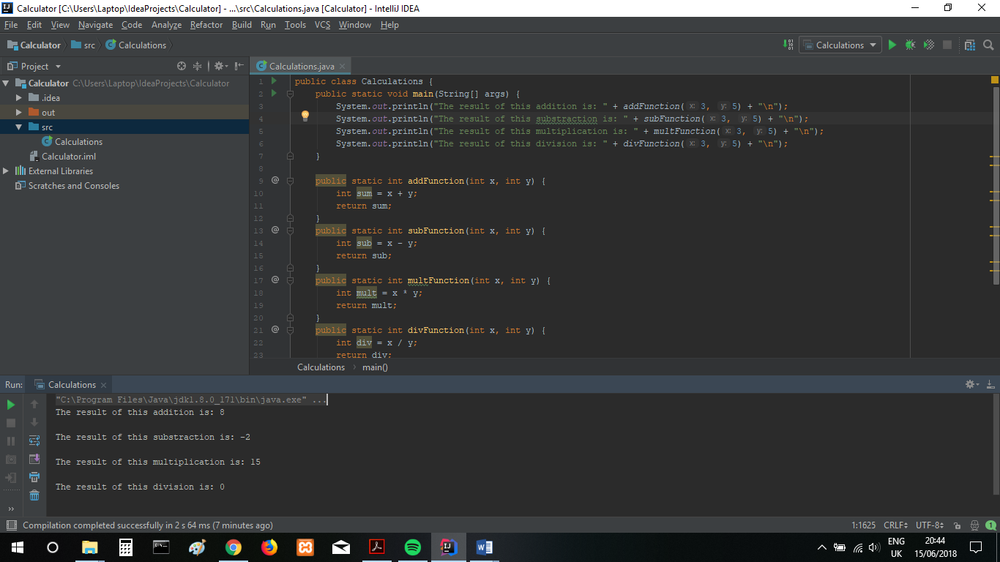 Calculator [C:\Users\Laptop\IdeaProjects\Calculator] - ...\src\Calculations.java [Calculator] - IntelliJ IDEA
File Edit View Navigate Code Analyze Refactor Build Run Tools VCS Window Help
Calculator src Calculations Calculations
Project
Calculator C:\Users\Laptop\IdeaProjects\Calculator
.idea
out
src
Calculations
Calculator.iml
External Libraries
Scratches and Consoles
Calculations.java
1 public class Calculations {
2 public static void main(String[] args) {
3 System.out.println("The result of this addition is: " + addFunction( x: 3, y: 5) + "\n");
4 System.out.println("The result of this substraction is: " + subFunction( x: 3, y: 5) + "\n");
5 System.out.println("The result of this multiplication is: " + multFunction( x: 3, y: 5) + "\n");
6 System.out.println("The result of this division is: " + divFunction( x: 3, y: 5) + "\n");
7 }
8
9 @ public static int addFunction(int x, int y) {
10 int sum = x + y;
11 return sum;
12 }
13 @ public static int subFunction(int x, int y) {
14 int sub = x - y;
15 return sub;
16 }
17 @ public static int multFunction(int x, int y) {
18 int mult = x * y;
19 return mult;
20 }
21 @ public static int divFunction(int x, int y) {
22 int div = x / y;
23 return div;
Calculations main()
Run: Calculations
"C:\Program Files\Java\jdk1.8.0_171\bin\java.exe" ...
The result of this addition is: 8
The result of this substraction is: -2
The result of this multiplication is: 15
The result of this division is: 0
Compilation completed successfully in 2 s 64 ms (7 minutes ago) 1:1625 CRLF UTF-8 1
ENG 20:44
UK 15/06/2018